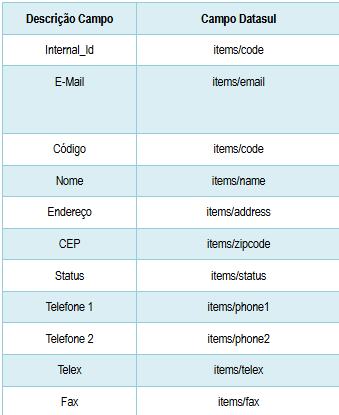 Descrição Campo Campo Datasul
Internal_Id items/code
E-Mail items/email
Código items/code
Nome items/name
Endereço items/address
CEP items/zipcode
Status items/status
Telefone 1 items/phone1
Telefone 2 items/phone2
Telex items/telex
Fax items/fax